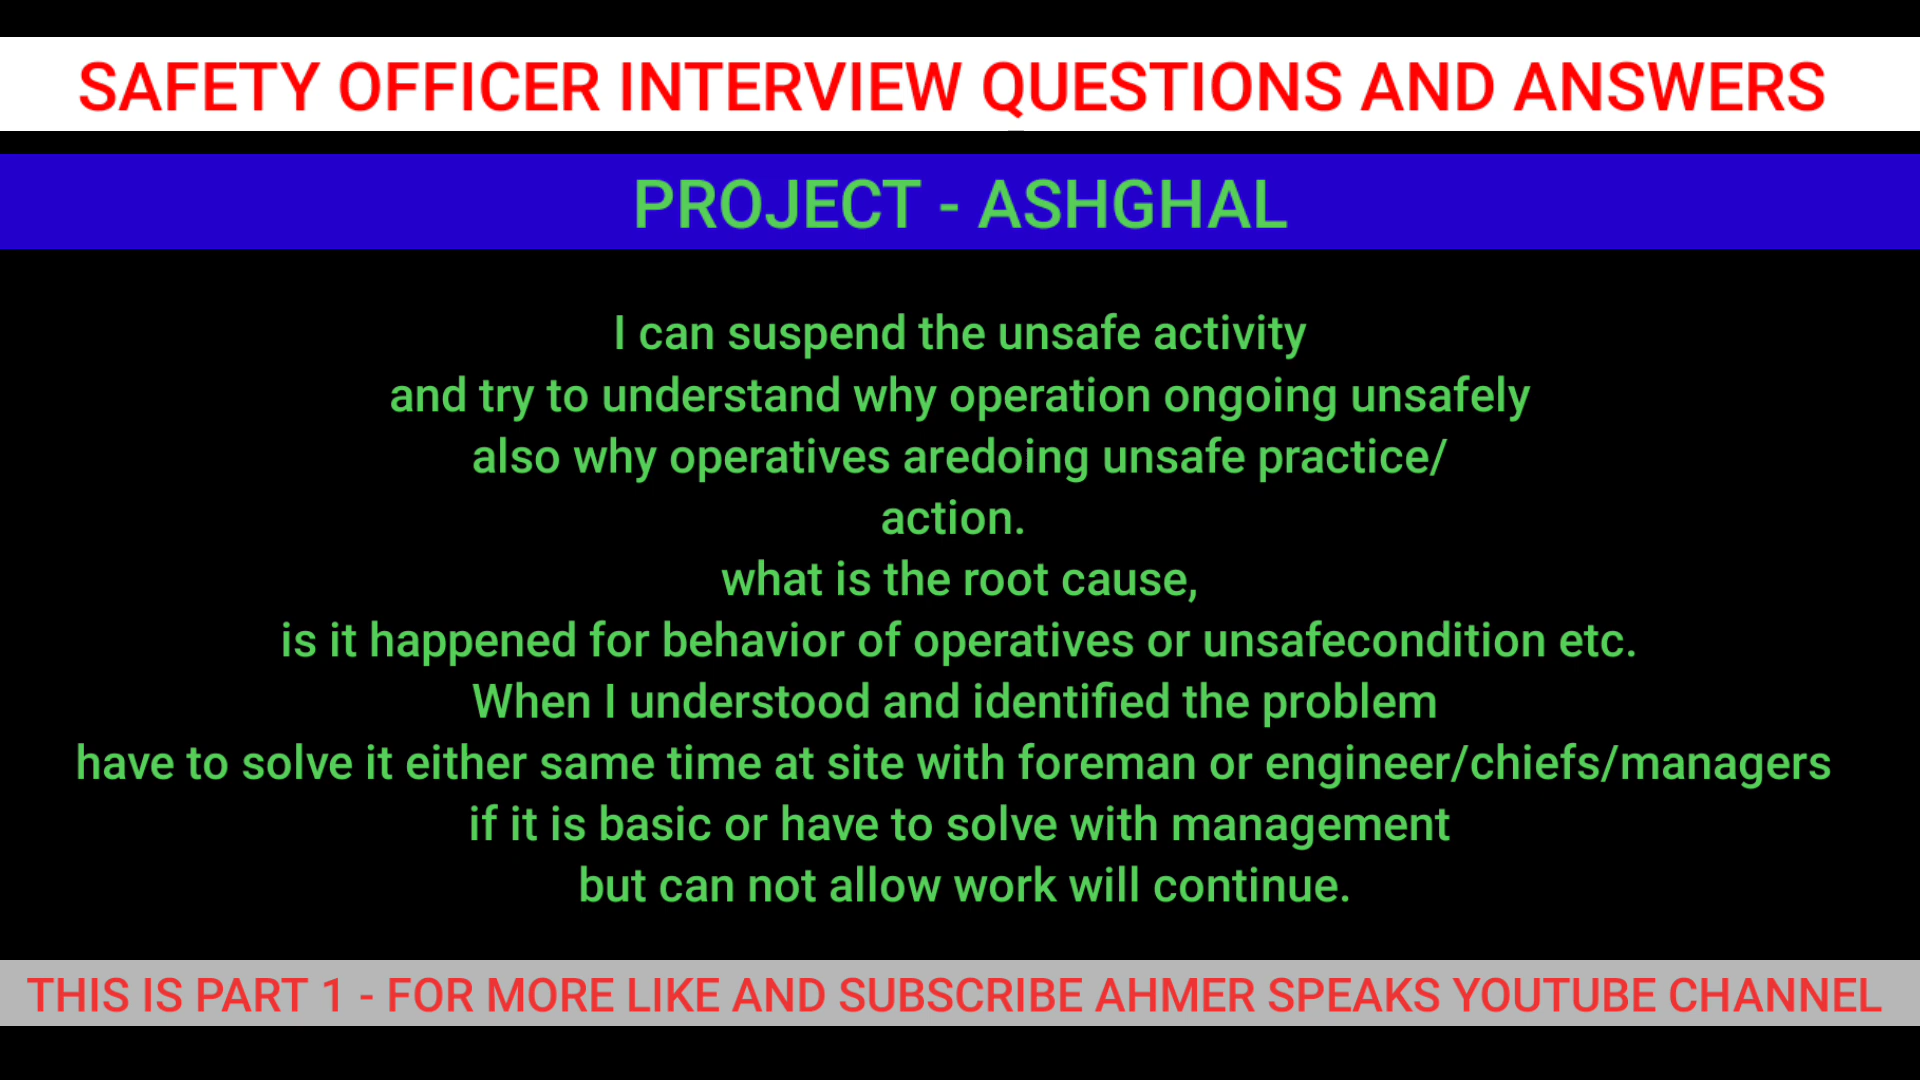 SAFETY OFFICER INTERVIEW QUESTIONS AND ANSWERS
PROJECT - ASHGHAL
I can suspend the unsafe activity
and try to understand why operation ongoing unsafely
also why operatives aredoing unsafe practice/
action.
what is the root cause,
is it happened for behavior of operatives or unsafecondition etc.
When I understood and identified the problem
have to solve it either same time at site with foreman or engineer/chiefs/managers
if it is basic or have to solve with management
but can not allow work will continue.
THIS IS PART 1 - FOR MORE LIKE AND SUBSCRIBE AHMER SPEAKS YOUTUBE CHANNEL